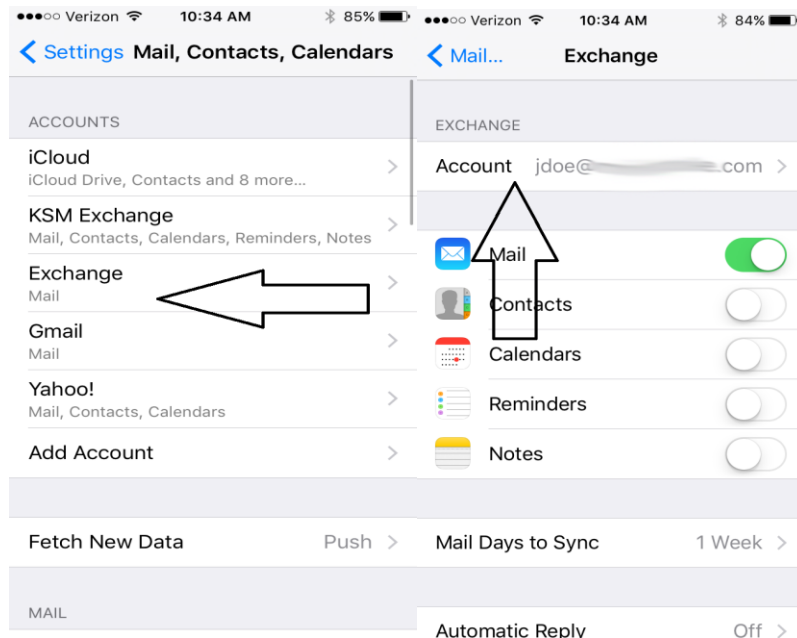 Verizon 10:34 AM 85%
Settings Mail, Contacts, Calendars
ACCOUNTS
iCloud
iCloud Drive, Contacts and 8 more...
KSM Exchange
Mail, Contacts, Calendars, Reminders, Notes
Exchange
Mail
Gmail
Mail
Yahoo!
Mail, Contacts, Calendars
Add Account
Fetch New Data Push
MAIL
Verizon 10:34 AM 84%
Mail... Exchange
EXCHANGE
Account jdoe@ .com
Mail
Contacts
Calendars
Reminders
Notes
Mail Days to Sync 1 Week
Automatic Reply Off